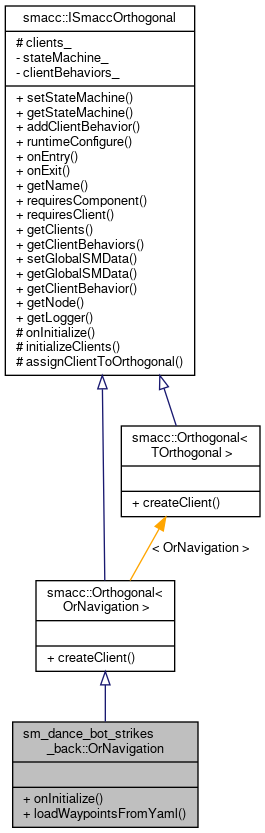 smacc::ISmaccOrthogonal
# clients_
- stateMachine_
- clientBehaviors_
+ setStateMachine()
+ getStateMachine()
+ addClientBehavior()
+ runtimeConfigure()
+ onEntry()
+ onExit()
+ getName()
+ requiresComponent()
+ requiresClient()
+ getClients()
+ getClientBehaviors()
+ setGlobalSMData()
+ getGlobalSMData()
+ getClientBehavior()
+ getNode()
+ getLogger()
# onInitialize()
# initializeClients()
# assignClientToOrthogonal()
smacc::Orthogonal<
TOrthogonal >
+ createClient()
< OrNavigation >
smacc::Orthogonal<
OrNavigation >
+ createClient()
sm_dance_bot_strikes
_back::OrNavigation
+ onInitialize()
+ loadWaypointsFromYaml()